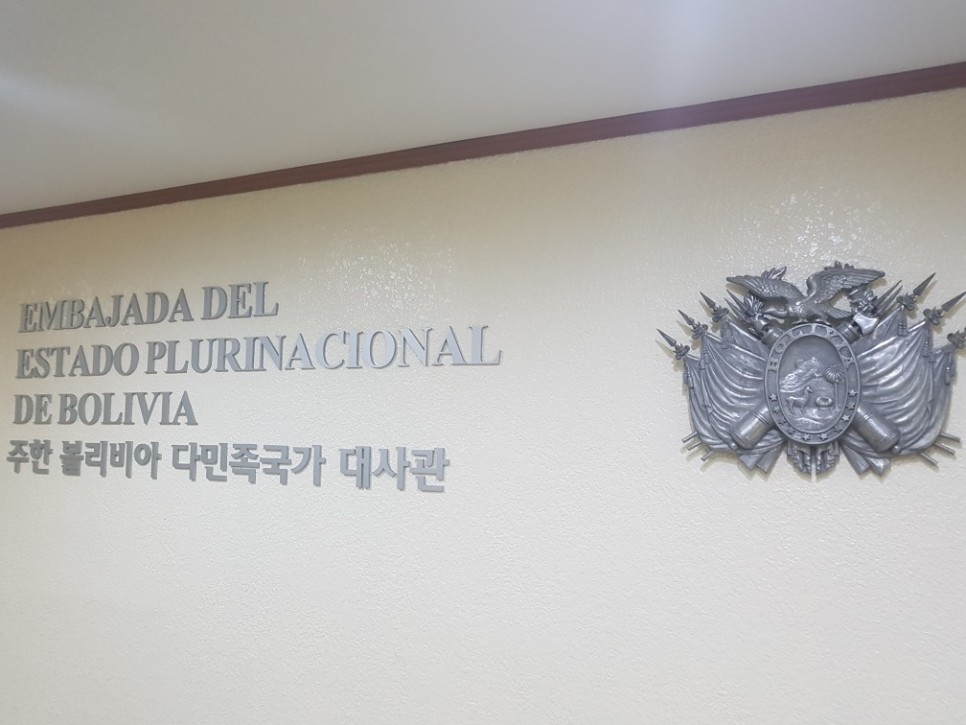 EMBAJADA DEL
ESTADO PLURINACIONAL
DE BOLIVIA
주한 볼리비아 다민족국가 대사관
BOLIVIA